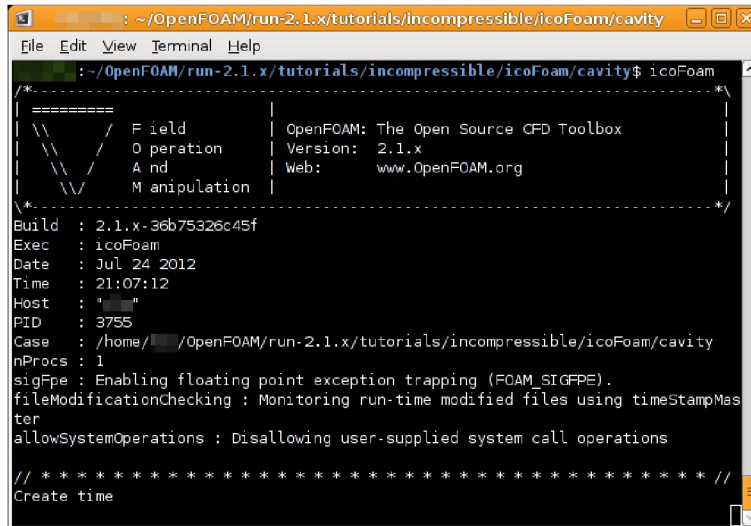 : ~/OpenFOAM/run-2.1.x/tutorials/incompressible/icoFoam/cavity
File Edit View Terminal Help
:~/OpenFOAM/run-2.1.x/tutorials/incompressible/icoFoam/cavity$ icoFoam
/*---------------------------------------------------------------------------*\
| ========= | |
| \\ / F ield | OpenFOAM: The Open Source CFD Toolbox |
| \\ / O peration | Version: 2.1.x |
| \\ / A nd | Web: www.OpenFOAM.org |
| \\/ M anipulation | |
\*---------------------------------------------------------------------------*/
Build : 2.1.x-36b75326c45f
Exec : icoFoam
Date : Jul 24 2012
Time : 21:07:12
Host : " "
PID : 3755
Case : /home/ /OpenFOAM/run-2.1.x/tutorials/incompressible/icoFoam/cavity
nProcs : 1
sigFpe : Enabling floating point exception trapping (FOAM_SIGFPE).
fileModificationChecking : Monitoring run-time modified files using timeStampMas
ter
allowSystemOperations : Disallowing user-supplied system call operations
// * * * * * * * * * * * * * * * * * * * * * * * * * * * * * * * * * * * * * //
Create time